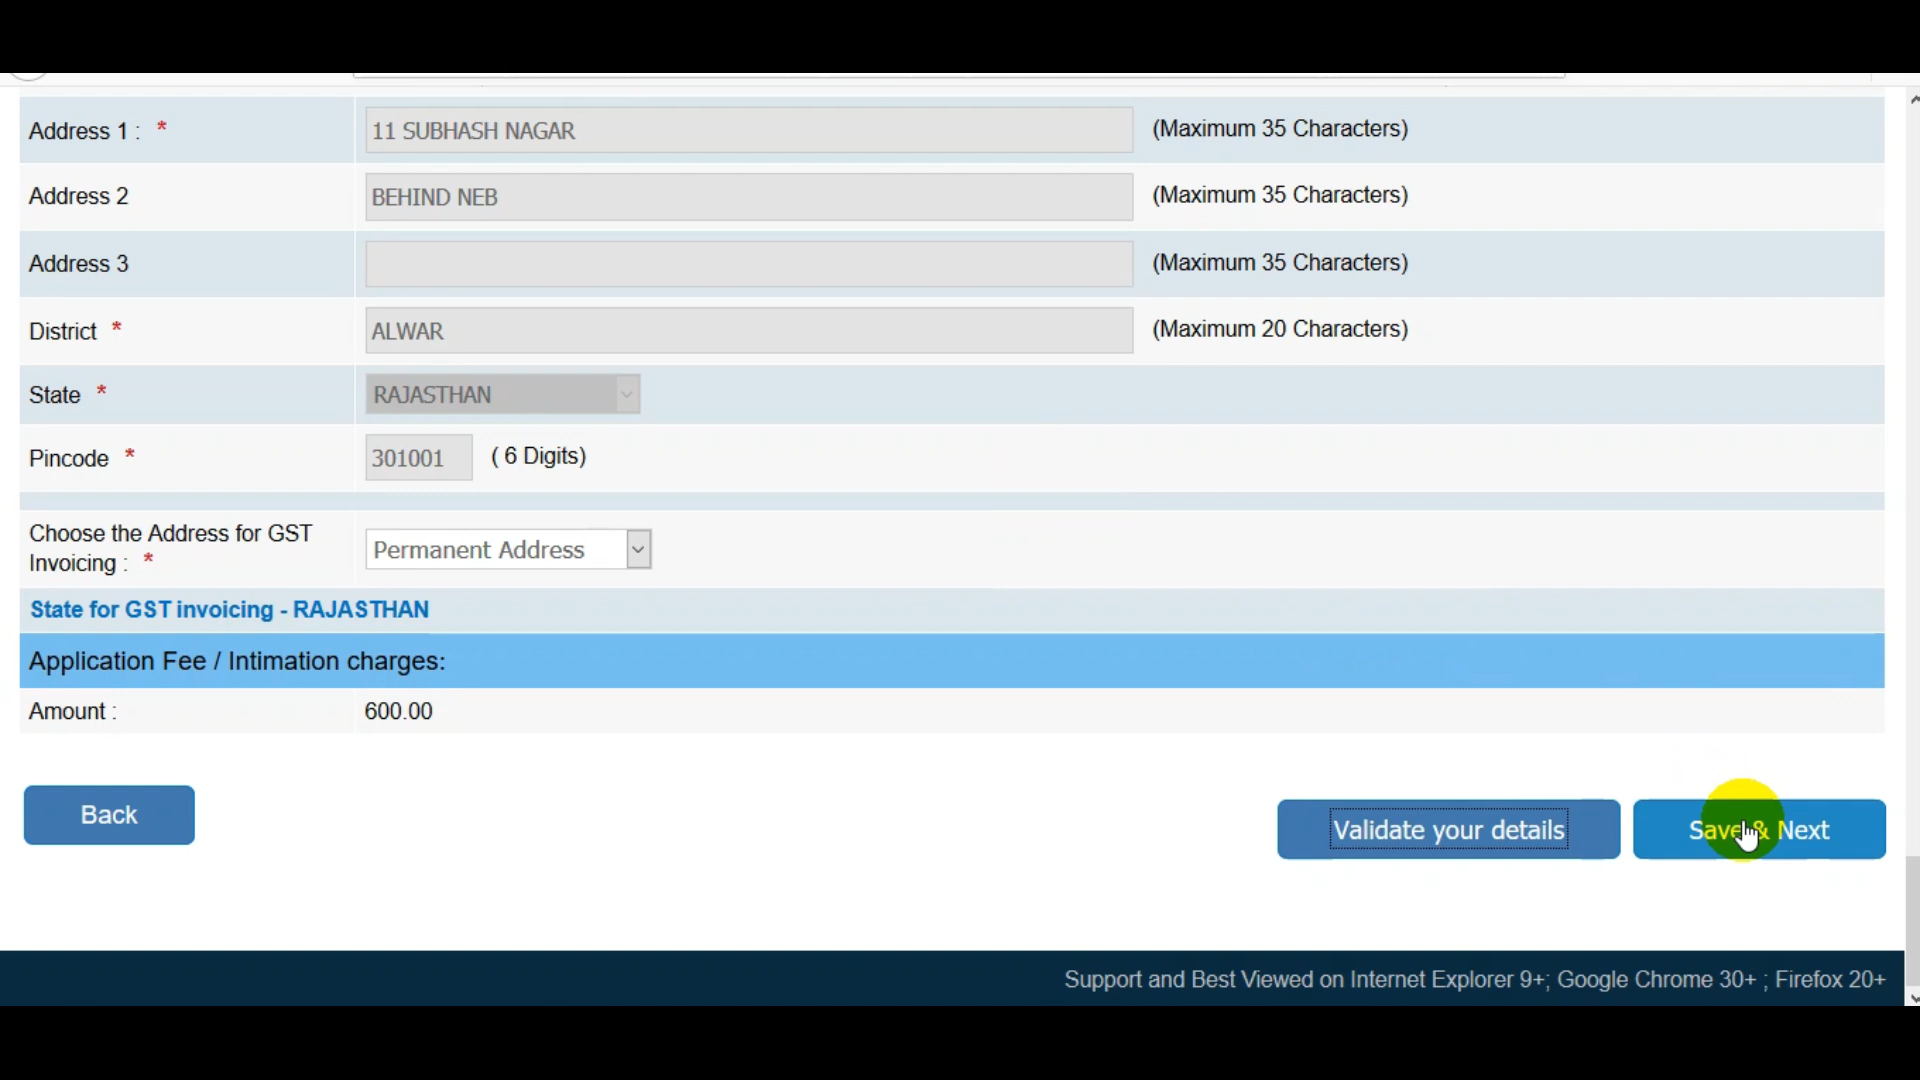 Address 1 : * 11 SUBHASH NAGAR (Maximum 35 Characters)
Address 2 BEHIND NEB (Maximum 35 Characters)
Address 3 (Maximum 35 Characters)
District * ALWAR (Maximum 20 Characters)
State * RAJASTHAN
Pincode * 301001 ( 6 Digits)
Choose the Address for GST
Invoicing : * Permanent Address
State for GST invoicing - RAJASTHAN
Application Fee / Intimation charges:
Amount : 600.00
Back
Validate your details
Save & Next
Support and Best Viewed on Internet Explorer 9+; Google Chrome 30+ ; Firefox 20+